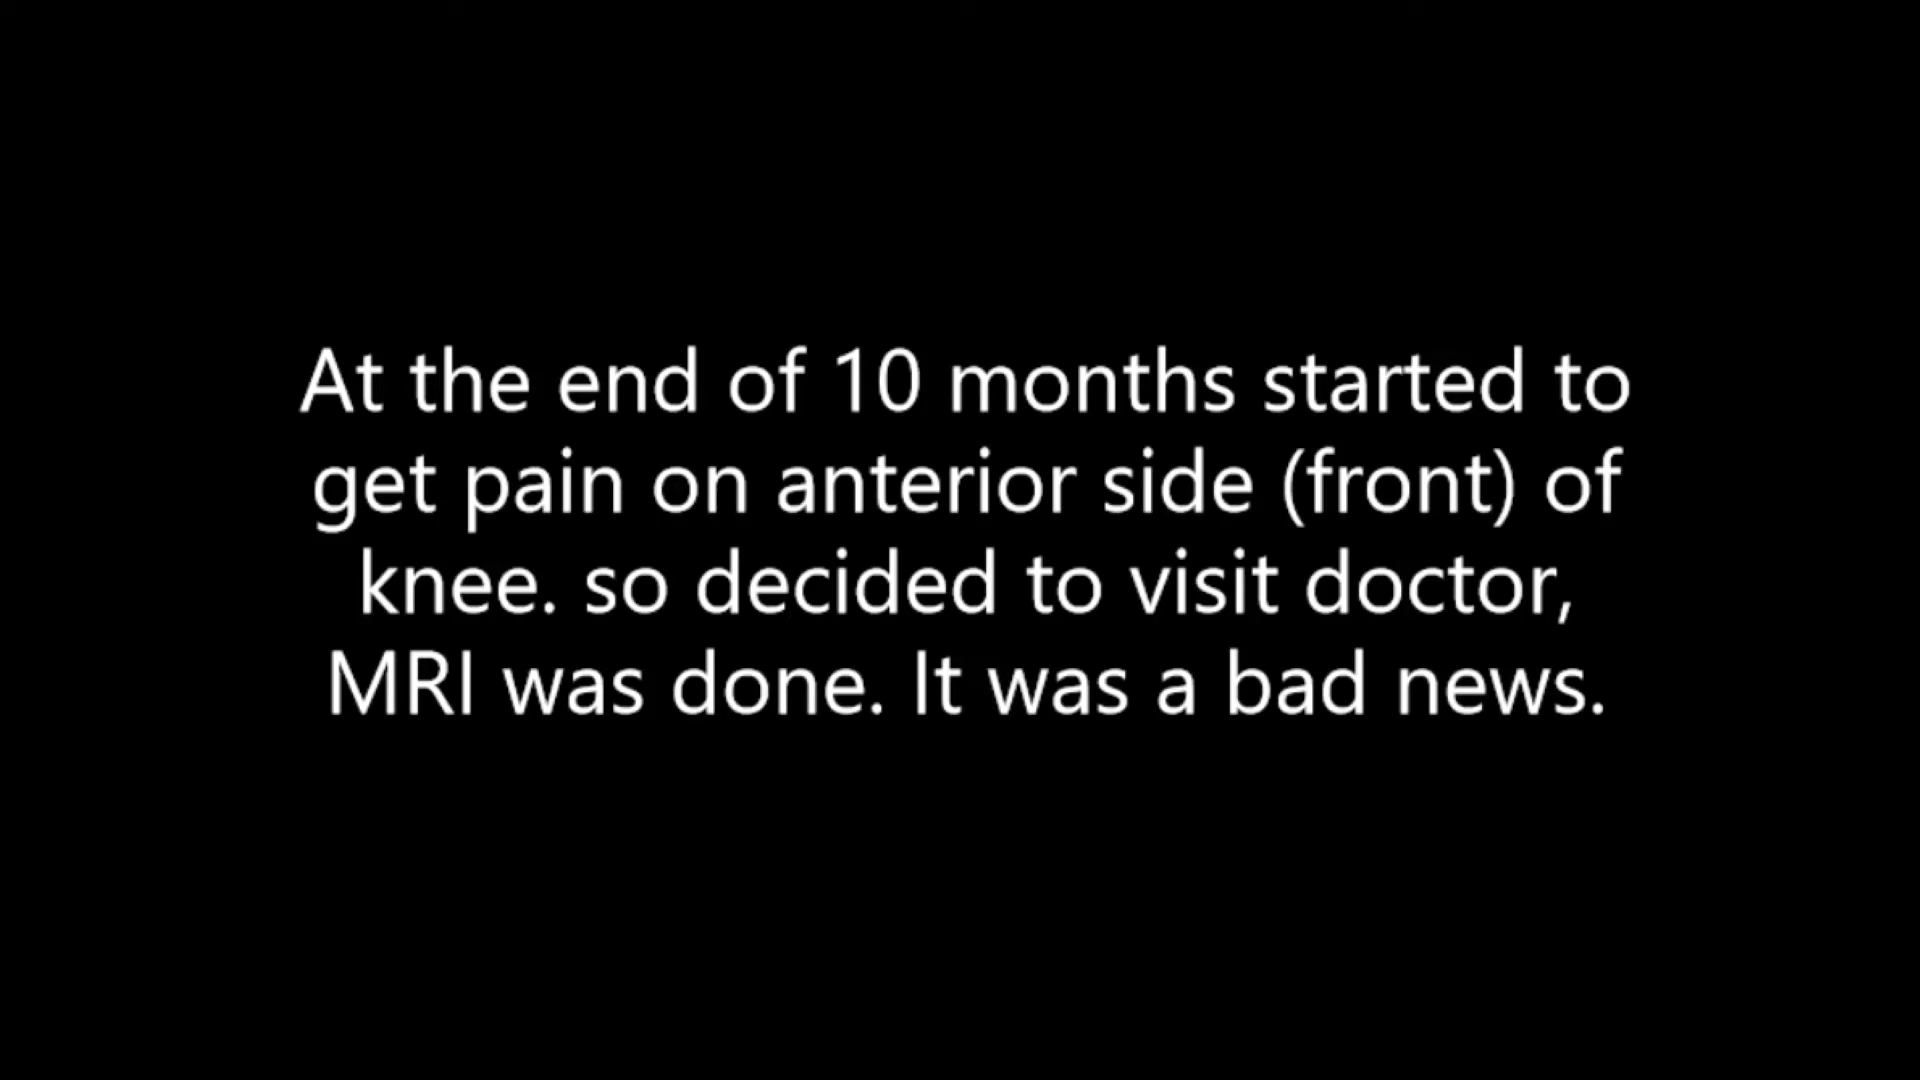 At the end of 10 months started to
get pain on anterior side (front) of
knee. so decided to visit doctor,
MRI was done. It was a bad news.